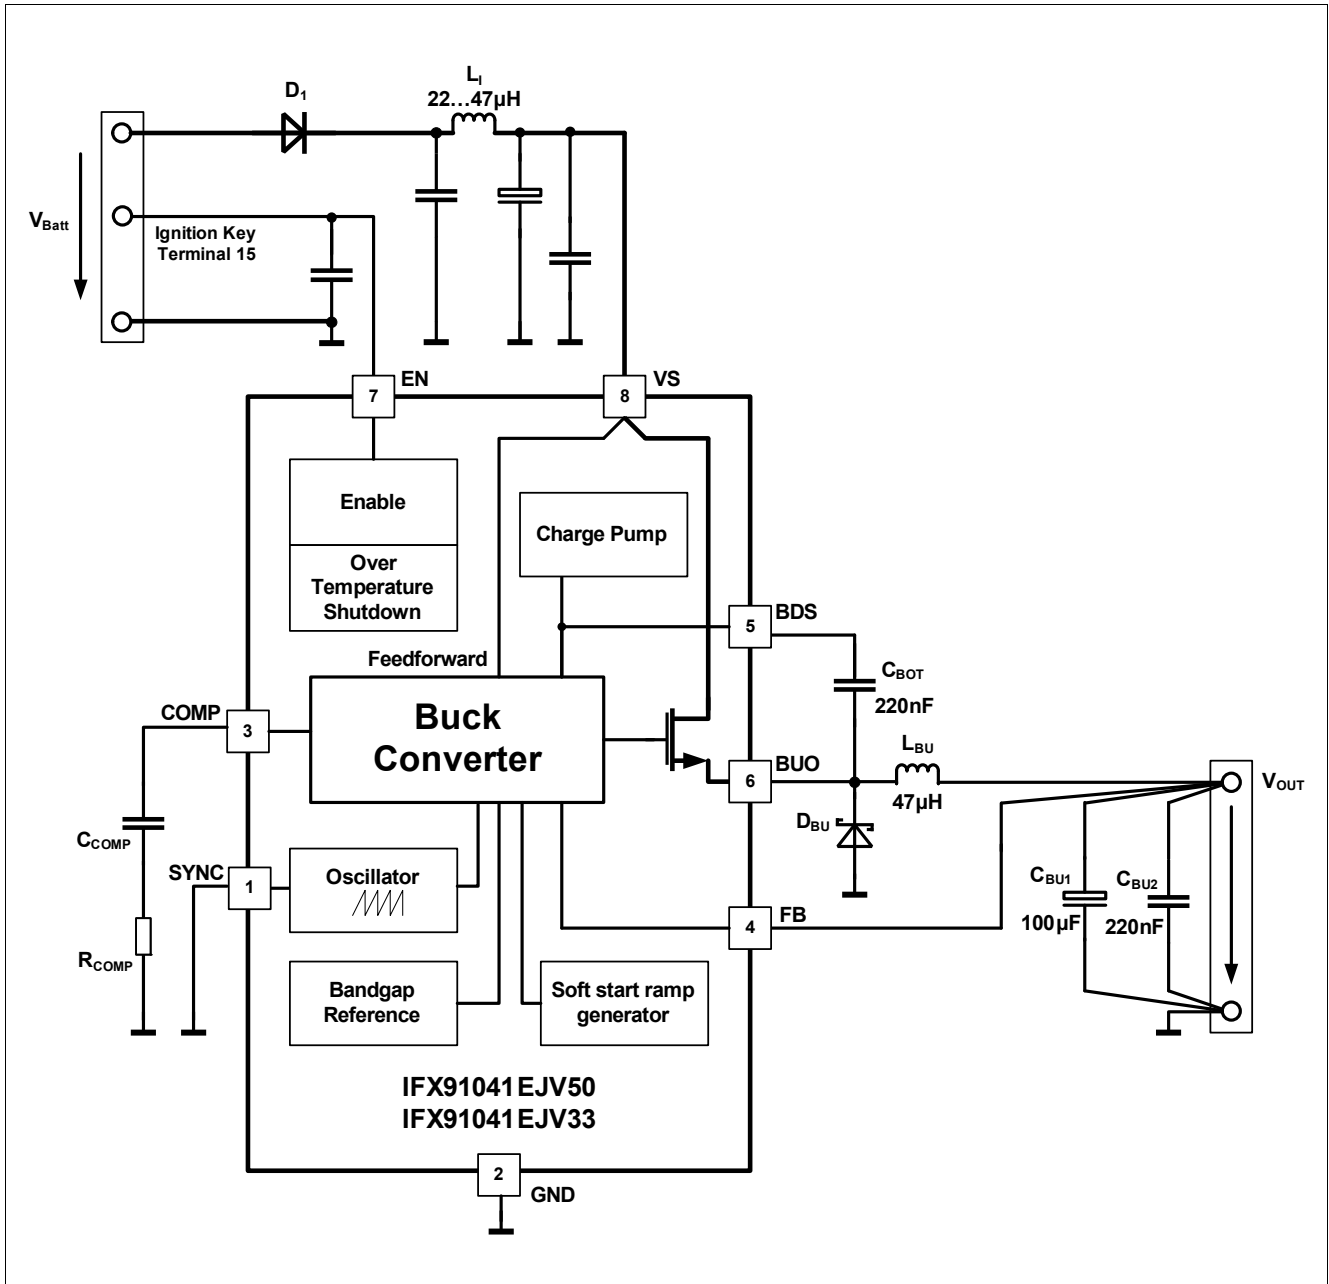 D1
LI
22...47µH
VBatt
Ignition Key
Terminal 15
7
EN
8
VS
Enable
Over
Temperature
Shutdown
Charge Pump
5
BDS
Feedforward
CBOT
220nF
COMP
3
Buck
Converter
6
BUO
LBU
47µH
VOUT
DBU
CCOMP
SYNC
1
Oscillator
CBU1
100µF
CBU2
220nF
4
FB
RCOMP
Bandgap
Reference
Soft start ramp
generator
IFX91041EJV50
IFX91041EJV33
2
GND